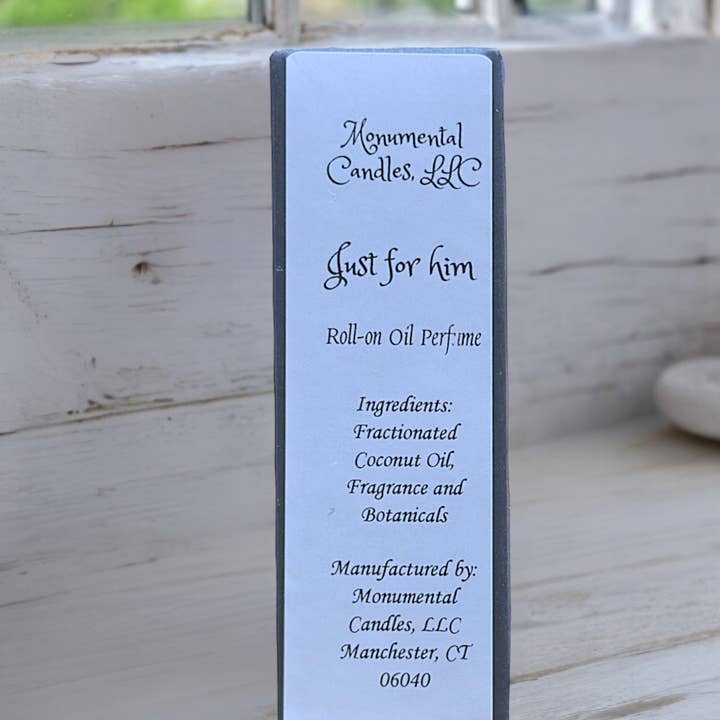 Monumental
Candles, LLC
Just for him
Roll-on Oil Perfume
Ingredients:
Fractionated
Coconut Oil,
Fragrance and
Botanicals
Manufactured by:
Monumental
Candles, LLC
Manchester, CT
06040